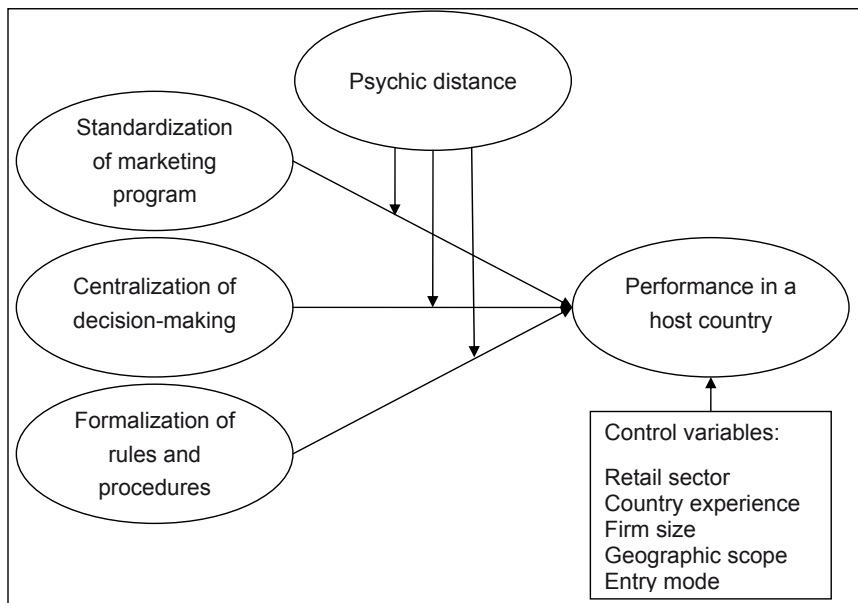 Psychic distance
Standardization
of marketing
program
Centralization of
decision-making
Performance in a
host country
Formalization of
rules and
procedures
Control variables:
Retail sector
Country experience
Firm size
Geographic scope
Entry mode